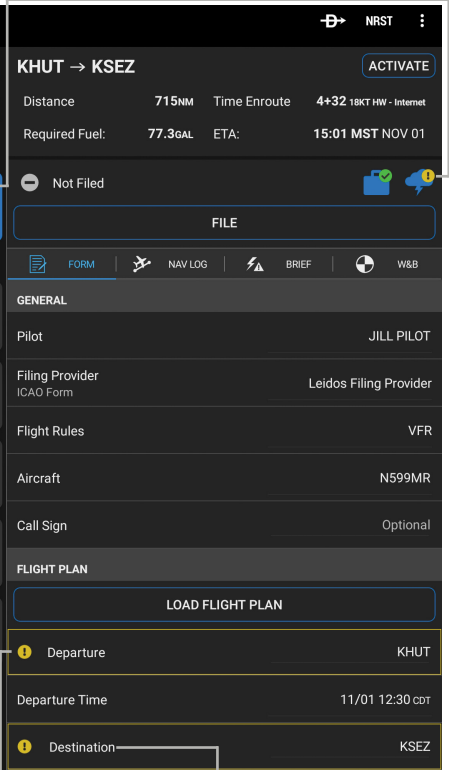 D NRST
KHUT → KSEZ ACTIVATE
Distance 715NM Time Enroute 4+32 18KT HW - Internet
Required Fuel: 77.3GAL ETA: 15:01 MST NOV 01
Not Filed
FILE
FORM NAV LOG BRIEF W&B
GENERAL
Pilot JILL PILOT
Filing Provider Leidos Filing Provider
ICAO Form
Flight Rules VFR
Aircraft N599MR
Call Sign Optional
FLIGHT PLAN
LOAD FLIGHT PLAN
Departure KHUT
Departure Time 11/01 12:30 CDT
Destination KSEZ